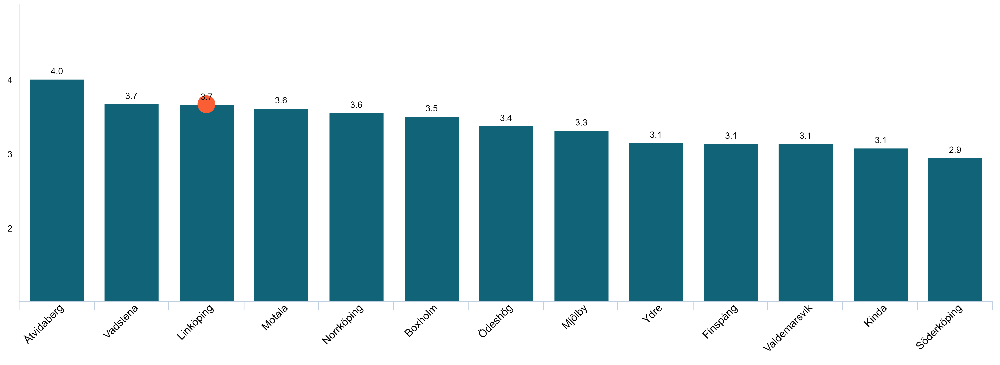 4.0
3.7
3.7
3.6
3.6
3.5
3.4
3.3
3.1
3.1
3.1
3.1
2.9
4
3
2
Åtvidaberg
Vadstena
Linköping
Motala
Norrköping
Boxholm
Ödeshög
Mjölby
Ydre
Finspång
Valdemarsvik
Kinda
Söderköping